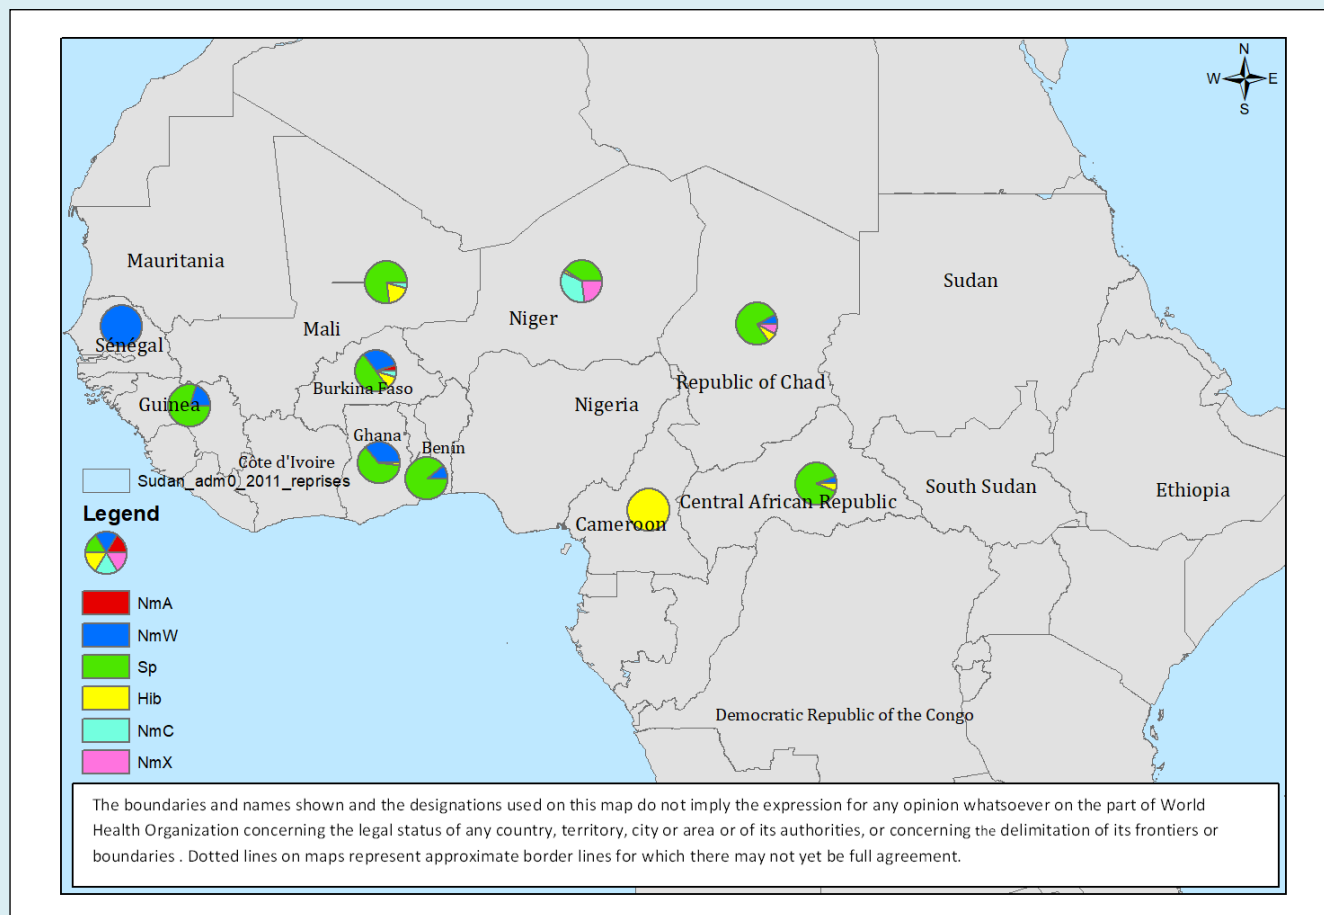 N
W E
S
Mauritania
Sudan
Mali
Niger
Sénégal
Republic of Chad
Burkina Faso
Guinea
Nigeria
Ghana
Benin
Côte d'Ivoire
Sudan_adm0_2011_reprises
South Sudan
Ethiopia
Central African Republic
Cameroon
Legend
NmA
NmW
Sp
Hib
NmC
NmX
Democratic Republic of the Congo
The boundaries and names shown and the designations used on this map do not imply the expression for any opinion whatsoever on the part of World
Health Organization concerning the legal status of any country, territory, city or area or of its authorities, or concerning the delimitation of its frontiers or
boundaries . Dotted lines on maps represent approximate border lines for which there may not yet be full agreement.